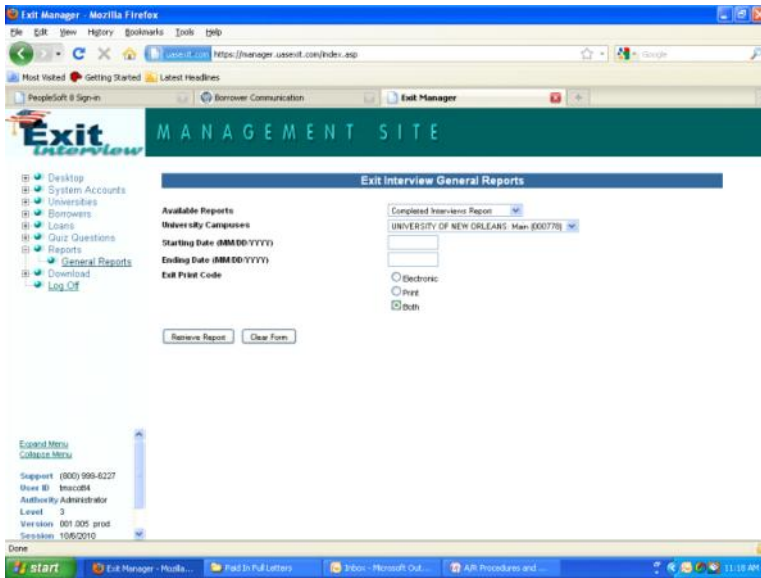 Exit Manager - Mozilla Firefox
File Edit View History Bookmarks Tools Help
uasexit.com https://manager.uasexit.com/index.asp
Google
Most Visited Getting Started Latest Headlines
PeopleSoft 8 Sign-in
Borrower Communication
Exit Manager
Exit
Interview
MANAGEMENT SITE
Desktop
System Accounts
Universities
Borrowers
Loans
Quiz Questions
Reports
General Reports
Download
Log Off
Exit Interview General Reports
Available Reports Completed Interviews Report
University Campuses UNIVERSITY OF NEW ORLEANS Main (000778)
Starting Date (MM/DD/YYYY)
Ending Date (MM/DD/YYYY)
Exit Print Code
Electronic
Print
Both
Retrieve Report Clear Form
Expand Menu
Collapse Menu
Support (800) 999-6227
User ID
Authority Administrator
Level 3
Version 001.005 prod
Session 10/6/2010
Done
start
Exit Manager - Mozilla...
Paid In Full Letters
Inbox - Microsoft Out...
A/R Procedures and ...
11:18 AM